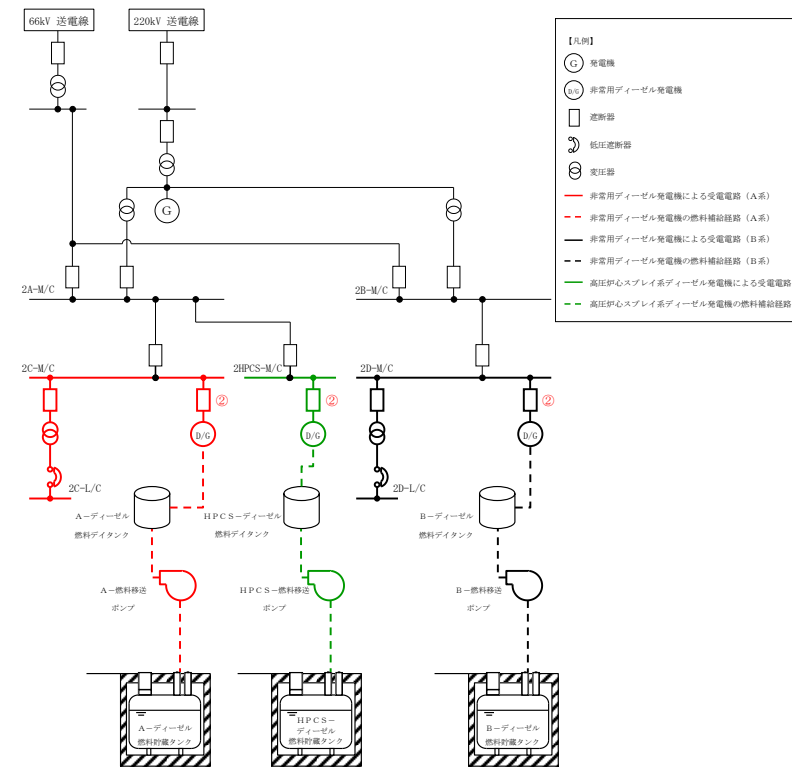 66kV 送電線
220kV 送電線
【凡例】
G 発電機
D/G 非常用ディーゼル発電機
遮断器
低圧遮断器
変圧器
非常用ディーゼル発電機による受電電路（A系）
非常用ディーゼル発電機の燃料補給経路（A系）
非常用ディーゼル発電機による受電電路（B系）
非常用ディーゼル発電機の燃料補給経路（B系）
高圧炉心スプレイ系ディーゼル発電機による受電電路
高圧炉心スプレイ系ディーゼル発電機の燃料補給経路
G
2A-M/C
2B-M/C
2C-M/C
2HPCS-M/C
2D-M/C
②
②
②
D/G
D/G
D/G
2C-L/C
2D-L/C
A－ディーゼル
燃料デイタンク
HPCS－ディーゼル
燃料デイタンク
B－ディーゼル
燃料デイタンク
A－燃料移送
ポンプ
HPCS－燃料移送
ポンプ
B－燃料移送
ポンプ
A－ディーゼル
燃料貯蔵タンク
HPCS－
ディーゼル
燃料貯蔵タンク
B－ディーゼル
燃料貯蔵タンク